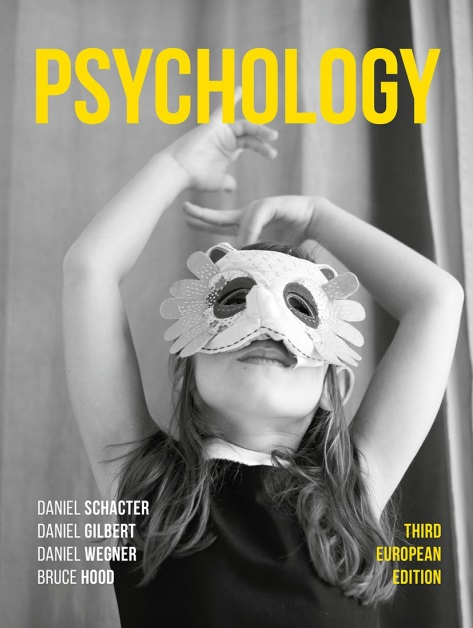 PSYCHOLOGY
DANIEL SCHACTER
DANIEL GILBERT
DANIEL WEGNER
BRUCE HOOD
THIRD
EUROPEAN
EDITION